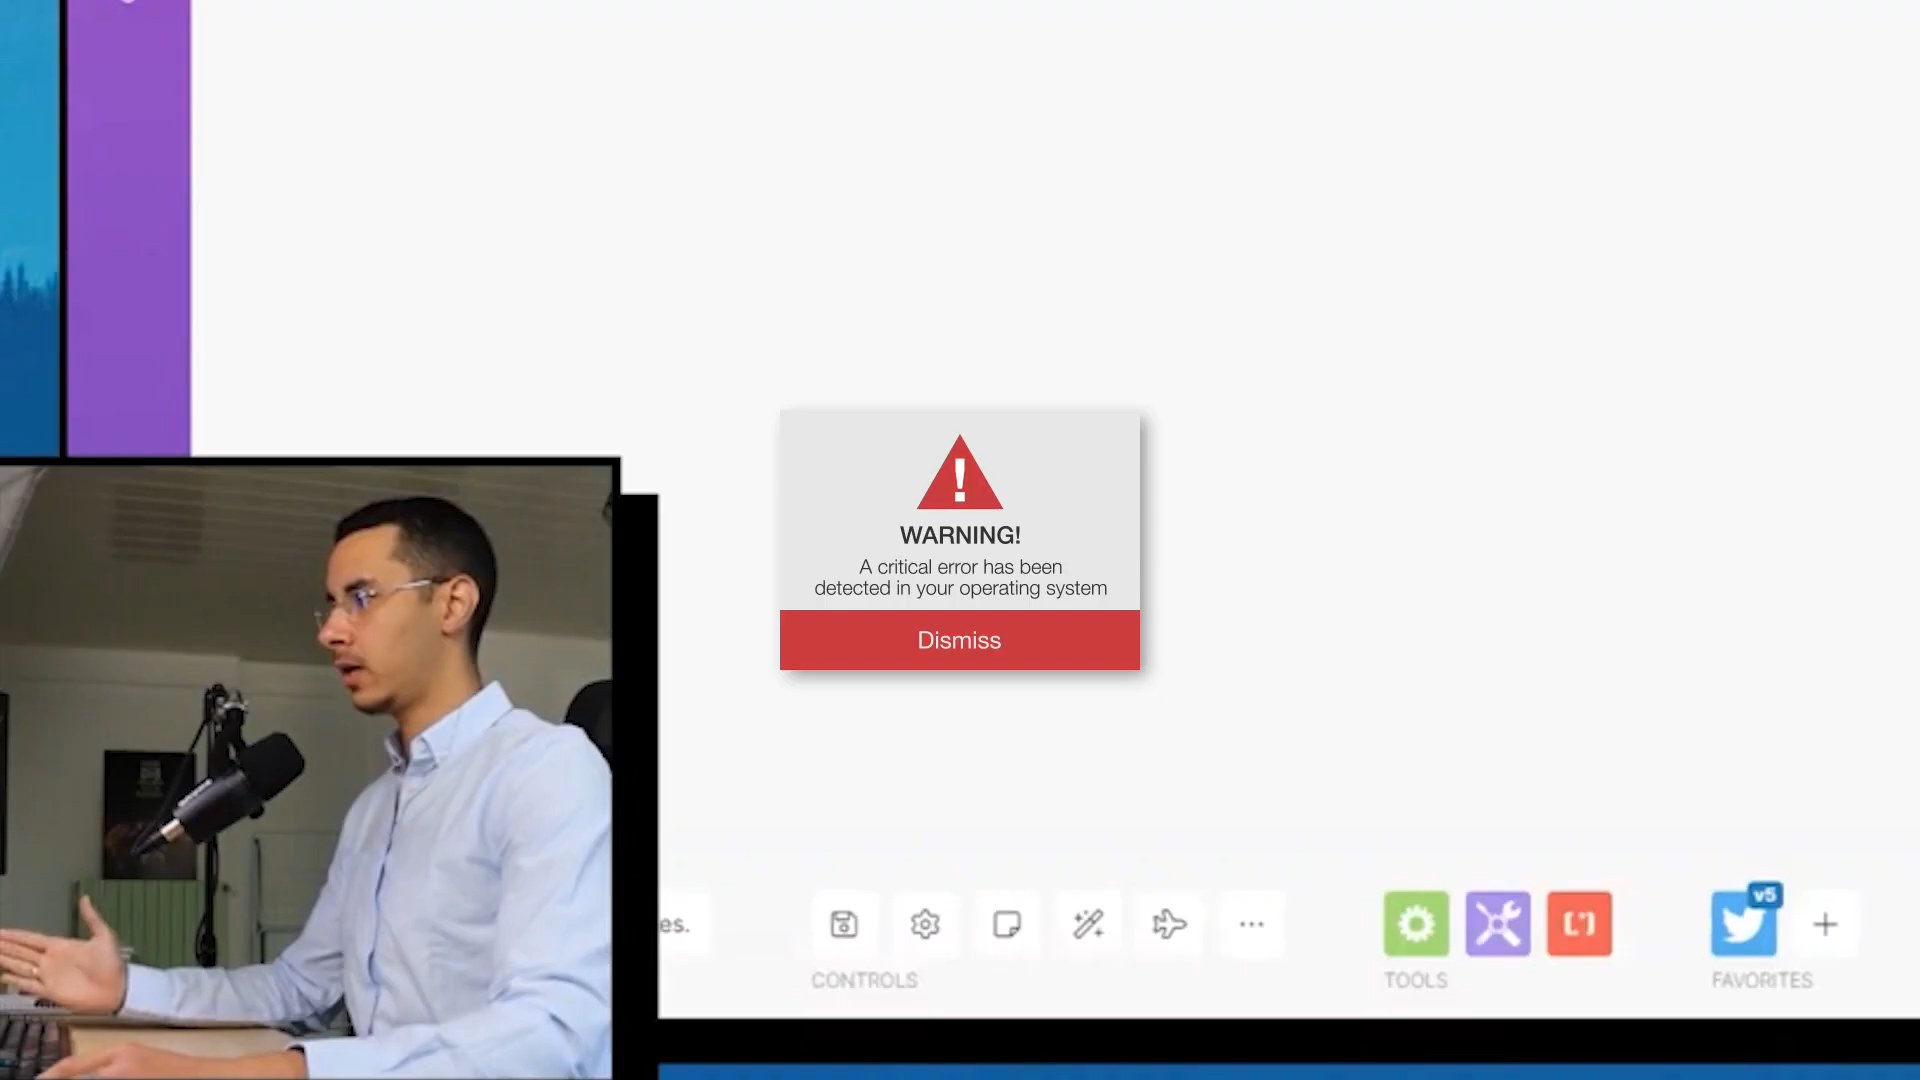 WARNING!
A critical error has been
detected in your operating system
Dismiss
es.
CONTROLS
TOOLS
v5
FAVORITES